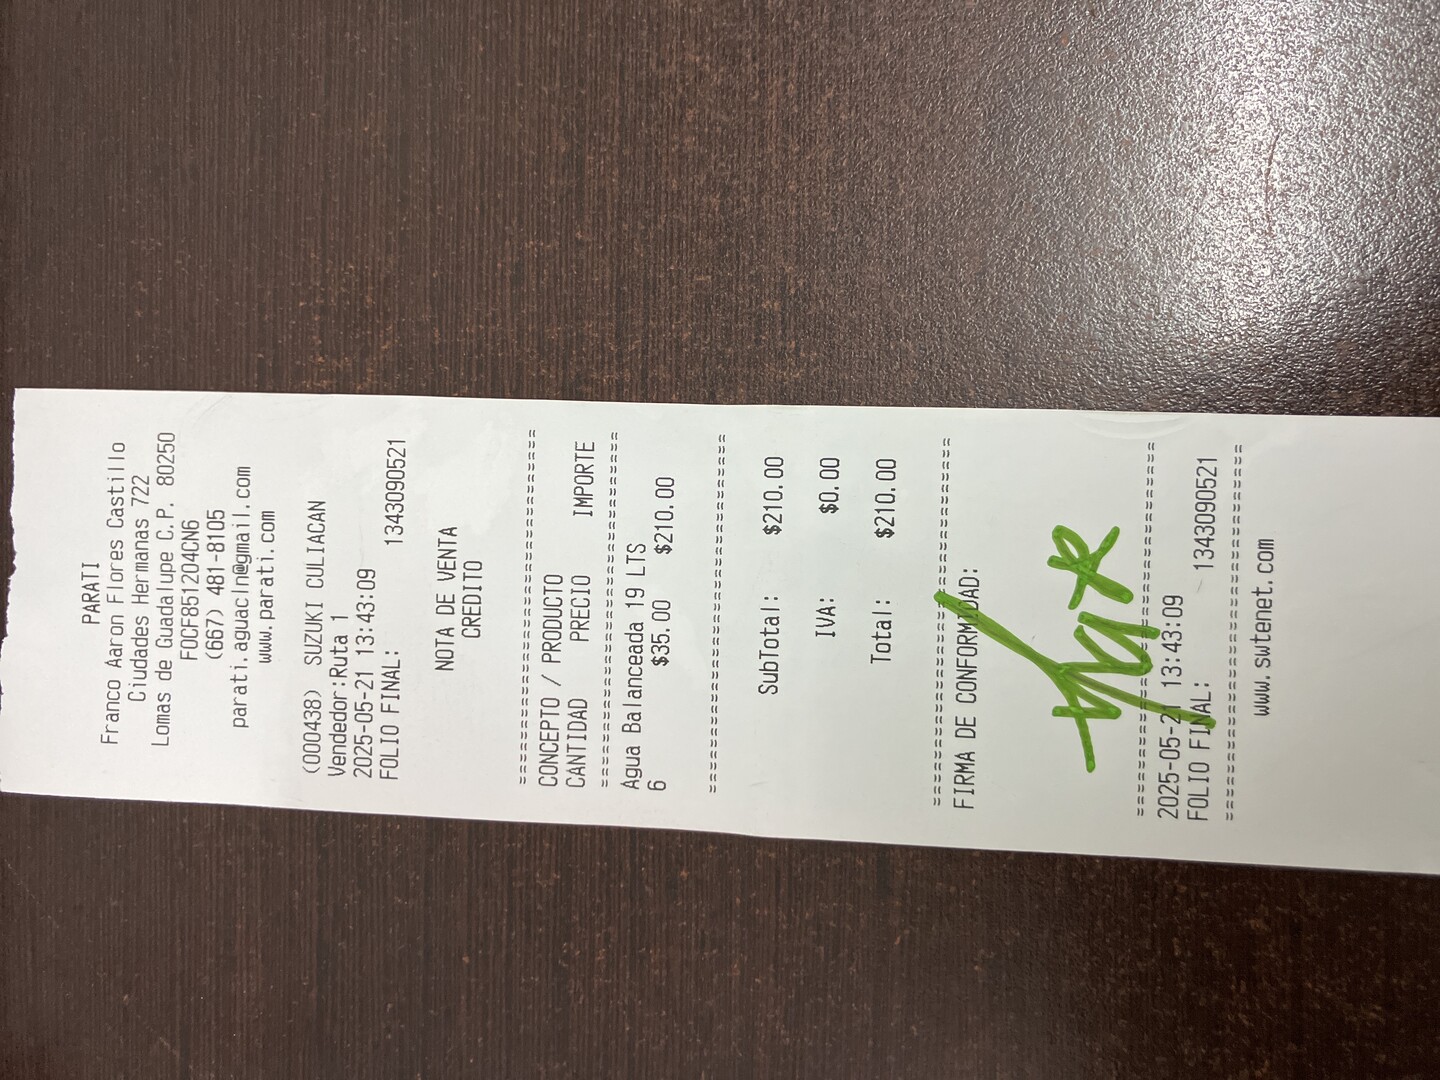 PARATI
Franco Aaron Flores Castillo
Ciudades Hermanas 722
Lomas de Guadalupe C.P. 80250
FOCF851204CN6
(667) 481-8105
parati.aguacln@gmail.com
www.parati.com
(000438) SUZUKI CULIACAN
Vendedor:Ruta 1
2025-05-21 13:43:09
FOLIO FINAL: 1343090521
NOTA DE VENTA
CREDITO
================================
CONCEPTO / PRODUCTO
CANTIDAD PRECIO IMPORTE
================================
Agua Balanceada 19 LTS
6 $35.00 $210.00
================================
SubTotal: $210.00
IVA: $0.00
Total: $210.00
================================
FIRMA DE CONFORMIDAD:
================================
2025-05-21 13:43:09
FOLIO FINAL: 1343090521
================================
www.swtenet.com